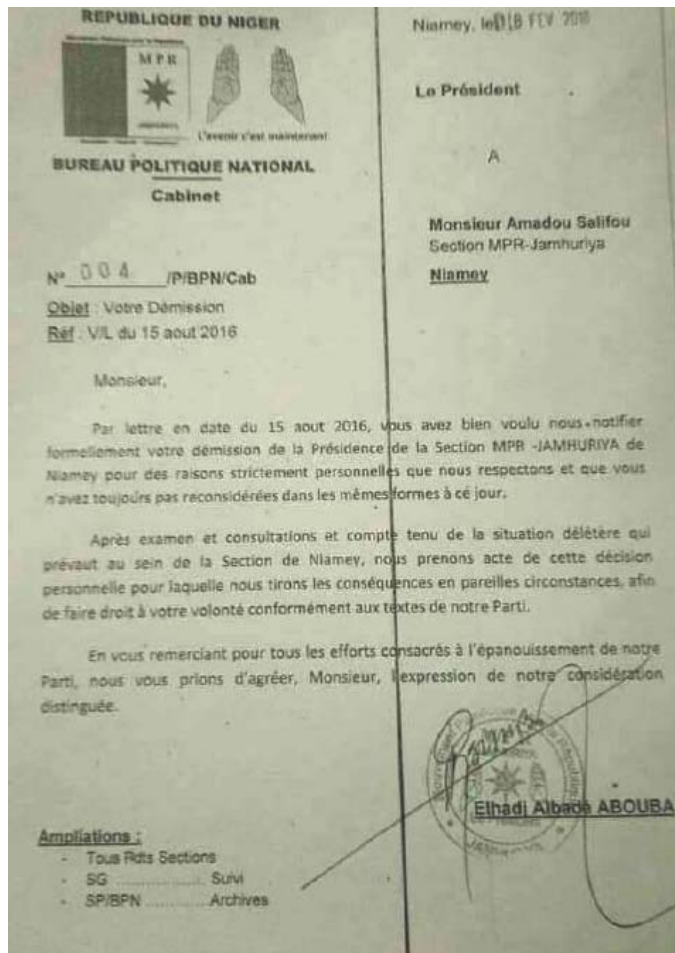 REPUBLIQUE DU NIGER
MPR
L'avenir c'est maintenant
BUREAU POLITIQUE NATIONAL
Cabinet
Niamey, le FEV
Le Président
A
Monsieur Amadou Salifou
Section MPR-Jamhuriya
Niamey
N° 004 /P/BPN/Cab
Objet : Votre Démission
Réf : V/L du 15 aout 2016
Monsieur,
Par lettre en date du 15 aout 2016, vous avez bien voulu nous notifier
formellement votre démission de la Présidence de la Section MPR -JAMHURIYA de
Niamey pour des raisons strictement personnelles que nous respectons et que vous
n'avez toujours pas reconsidérées dans les mêmes formes à cé jour.
Après examen et consultations et compte tenu de la situation délétère qui
prévaut au sein de la Section de Niamey, nous prenons acte de cette décision
personnelle pour laquelle nous tirons les conséquences en pareilles circonstances, afin
de faire droit à votre volonté conformément aux textes de notre Parti.
En vous remerciant pour tous les efforts consacrés à l'épanouissement de notre
Parti, nous vous prions d'agréer, Monsieur, l'expression de notre considération
distinguée.
Elhadj Albadé ABOUBA
Ampliations :
- Tous Rdts Sections
- SG .................... Suivi
- SP/BPN .............. Archives